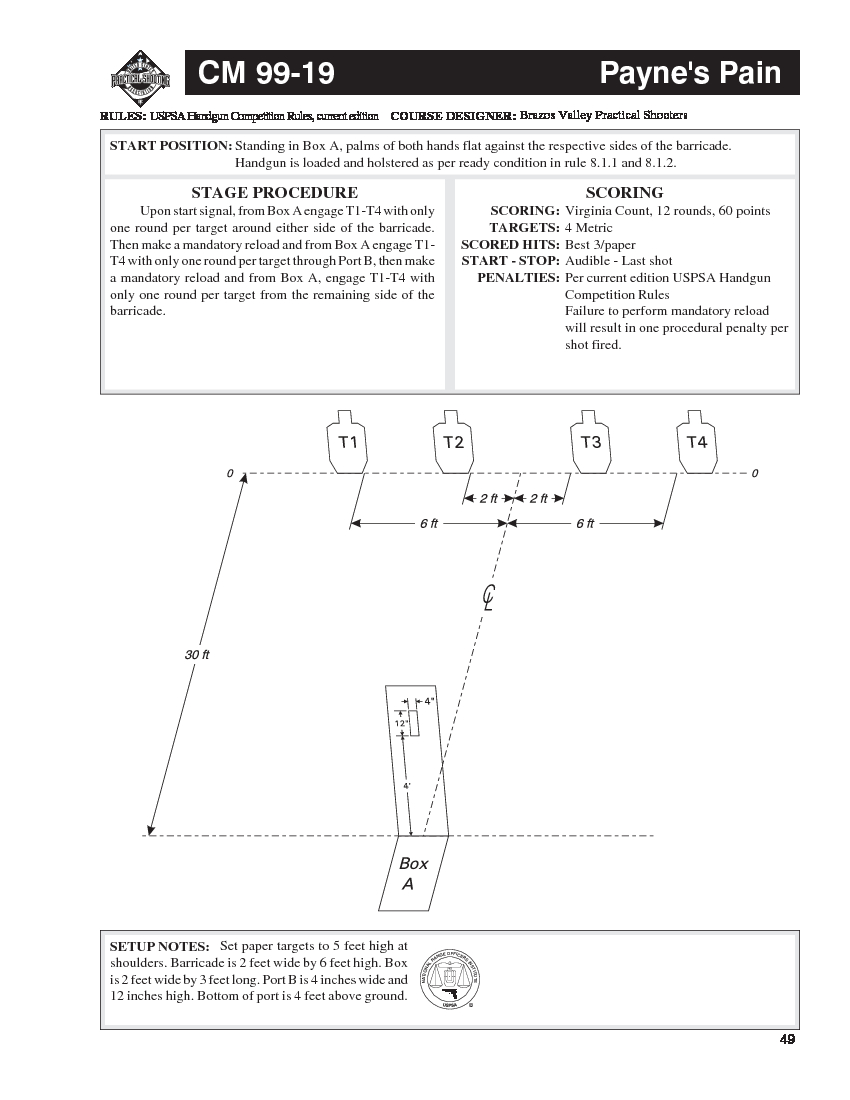 CM 99-19 Payne's Pain
PRACTICAL SHOOTING
RULES: USPSA Handgun Competition Rules, current edition COURSE DESIGNER: Brazos Valley Practical Shooters
START POSITION: Standing in Box A, palms of both hands flat against the respective sides of the barricade.
Handgun is loaded and holstered as per ready condition in rule 8.1.1 and 8.1.2.
STAGE PROCEDURE
Upon start signal, from Box A engage T1-T4 with only
one round per target around either side of the barricade.
Then make a mandatory reload and from Box A engage T1-
T4 with only one round per target through Port B, then make
a mandatory reload and from Box A, engage T1-T4 with
only one round per target from the remaining side of the
barricade.
SCORING
SCORING: Virginia Count, 12 rounds, 60 points
TARGETS: 4 Metric
SCORED HITS: Best 3/paper
START - STOP: Audible - Last shot
PENALTIES: Per current edition USPSA Handgun
Competition Rules
Failure to perform mandatory reload
will result in one procedural penalty per
shot fired.
T1 T2 T3 T4
0 0
2 ft 2 ft
6 ft 6 ft
CL
30 ft
4"
12"
4'
Box
A
SETUP NOTES: Set paper targets to 5 feet high at
shoulders. Barricade is 2 feet wide by 6 feet high. Box
is 2 feet wide by 3 feet long. Port B is 4 inches wide and
12 inches high. Bottom of port is 4 feet above ground.
NATIONAL RANGE OFFICERS INSTITUTE
USPSA
49